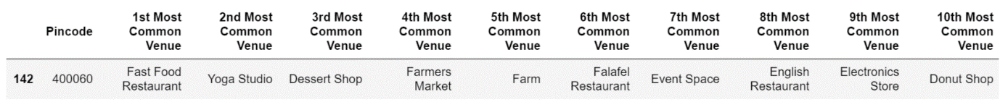 1st Most 2nd Most 3rd Most 4th Most 5th Most 6th Most 7th Most 8th Most 9th Most 10th Most
Pincode Common Common Common Common Common Common Common Common Common Common
Venue Venue Venue Venue Venue Venue Venue Venue Venue Venue
142 400060 Fast Food Restaurant Yoga Studio Dessert Shop Farmers Market Farm Falafel Restaurant Event Space English Restaurant Electronics Store Donut Shop